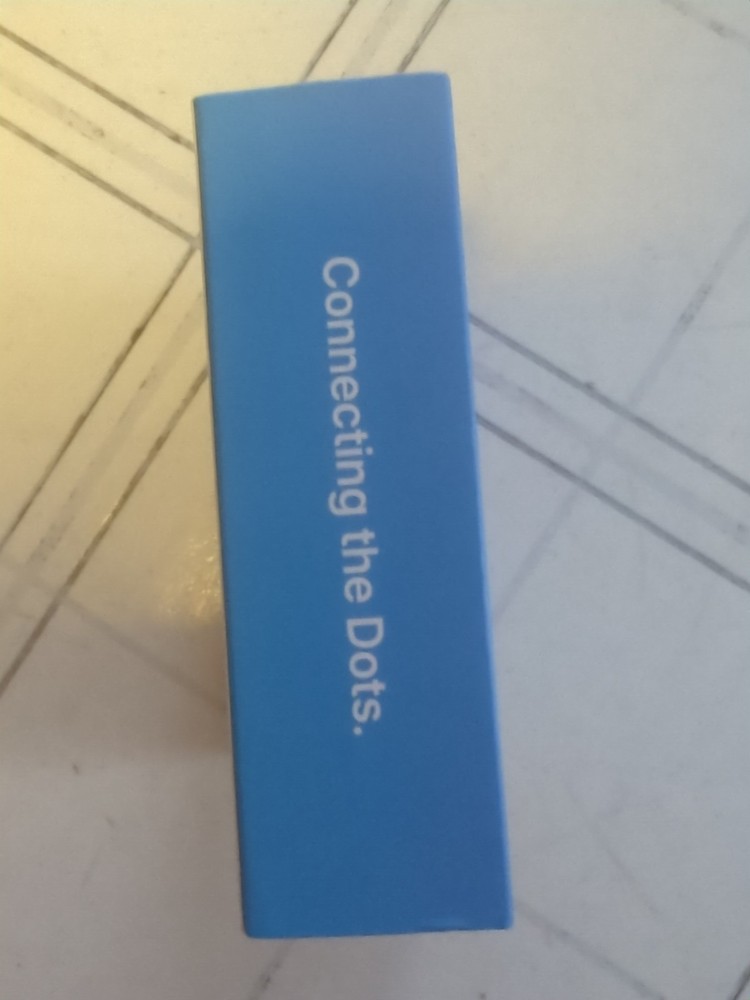 Connecting the Dots.